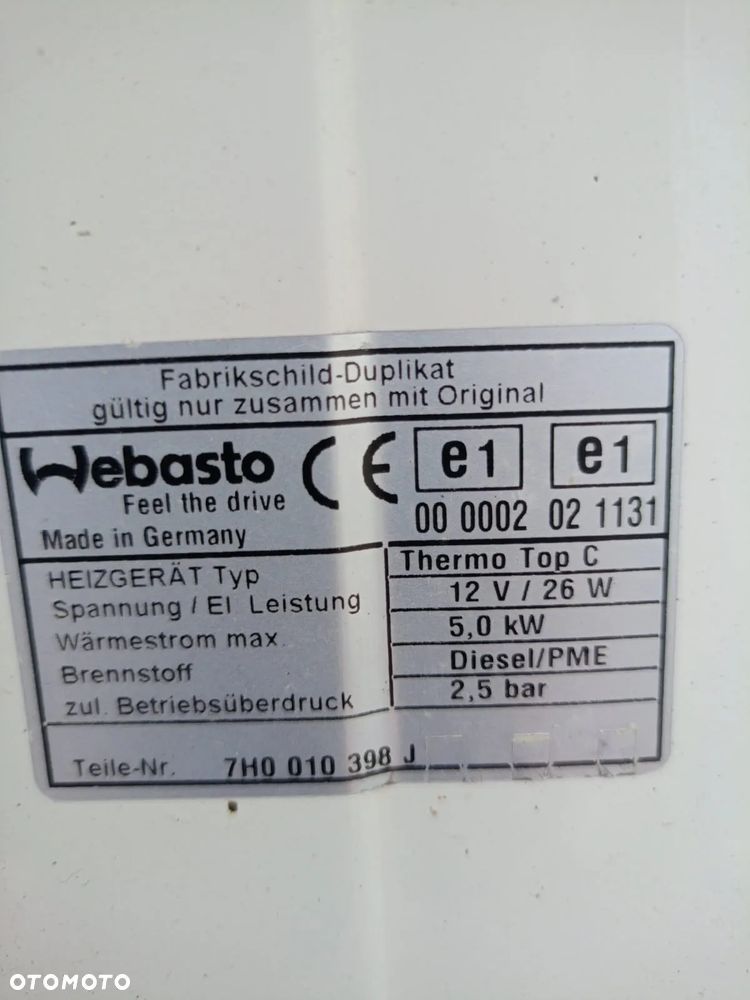 Fabrikschild-Duplikat
gültig nur zusammen mit Original
Webasto
Feel the drive
CE
e1
e1
00 0002
02 1131
Made in Germany
HEIZGERÄT Typ
Thermo Top C
Spannung / El Leistung
12 V / 26 W
Wärmestrom max.
5,0 kW
Brennstoff
Diesel/PME
zul. Betriebsüberdruck
2,5 bar
Teile-Nr. 7H0 010 398 J
OTOMOTO